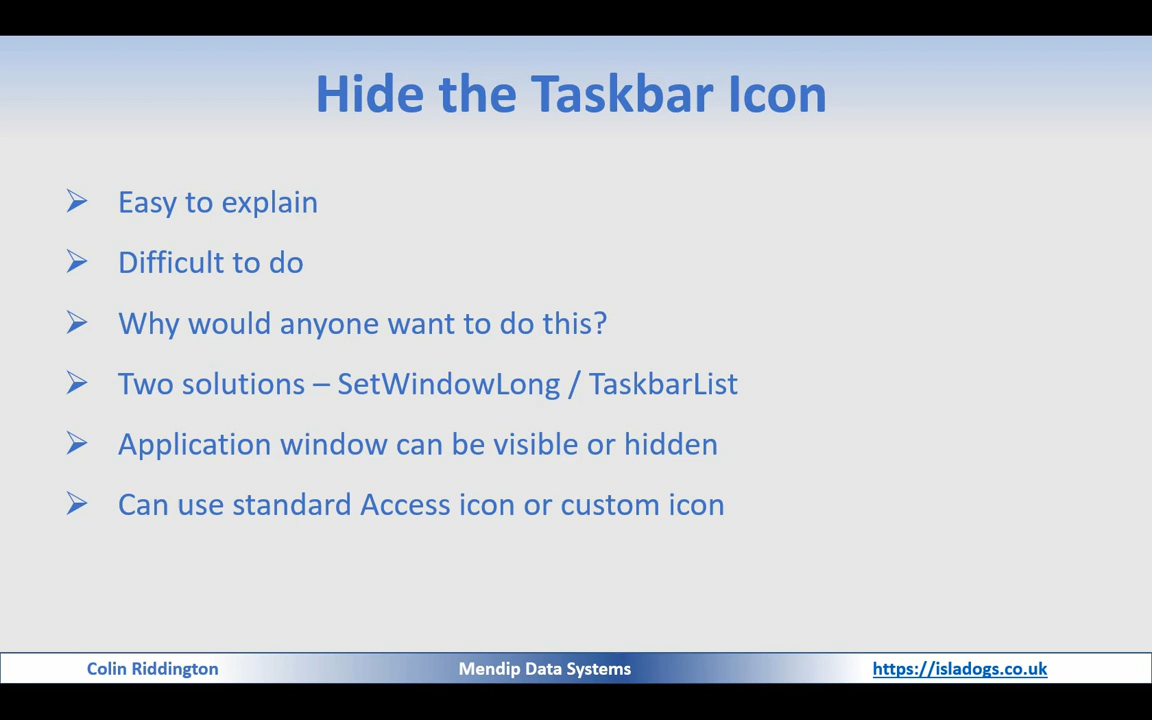 Hide the Taskbar Icon
Easy to explain
Difficult to do
Why would anyone want to do this?
Two solutions – SetWindowLong / TaskbarList
Application window can be visible or hidden
Can use standard Access icon or custom icon
Colin Riddington
Mendip Data Systems
https://isladogs.co.uk